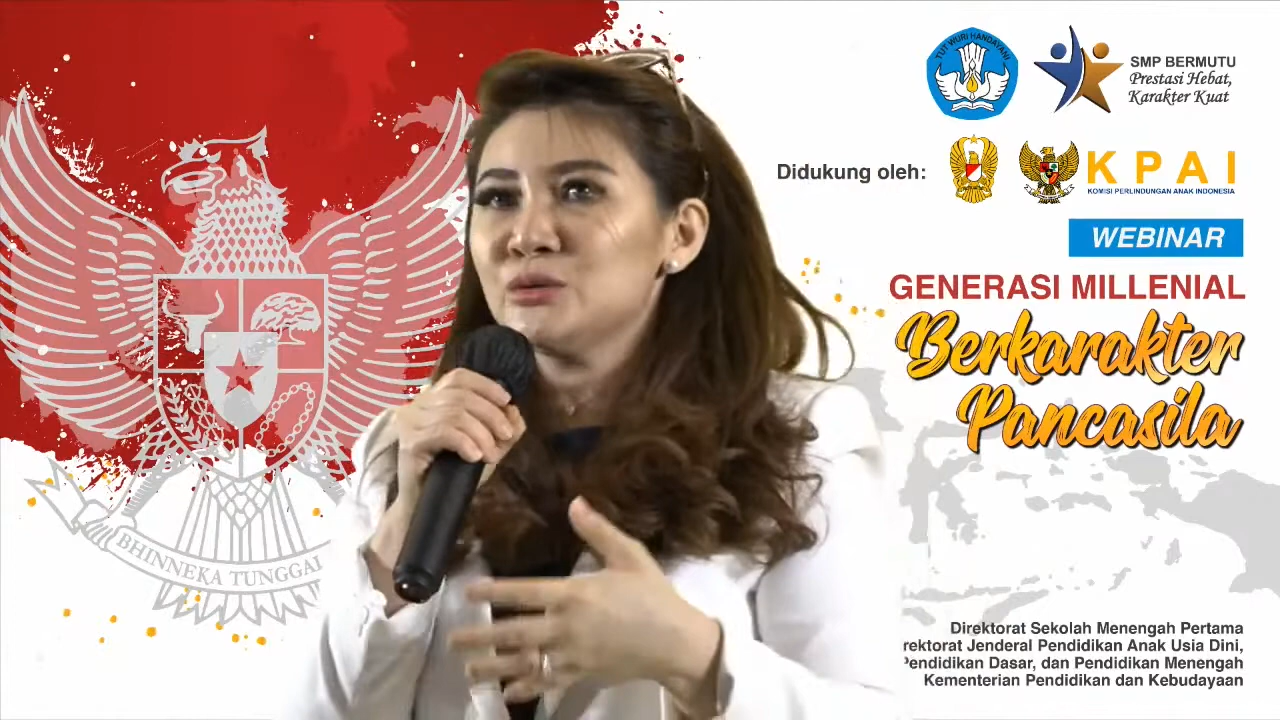 TUT WURI HANDAYANI
SMP BERMUTU
Prestasi Hebat,
Karakter Kuat
Didukung oleh:
KPAI
KOMISI PERLINDUNGAN ANAK INDONESIA
WEBINAR
GENERASI MILLENIAL
Berkarakter
Pancasila
BHINNEKA TUNGGAL
Direktorat Sekolah Menengah Pertama
rektorat Jenderal Pendidikan Anak Usia Dini,
Pendidikan Dasar, dan Pendidikan Menengah
Kementerian Pendidikan dan Kebudayaan